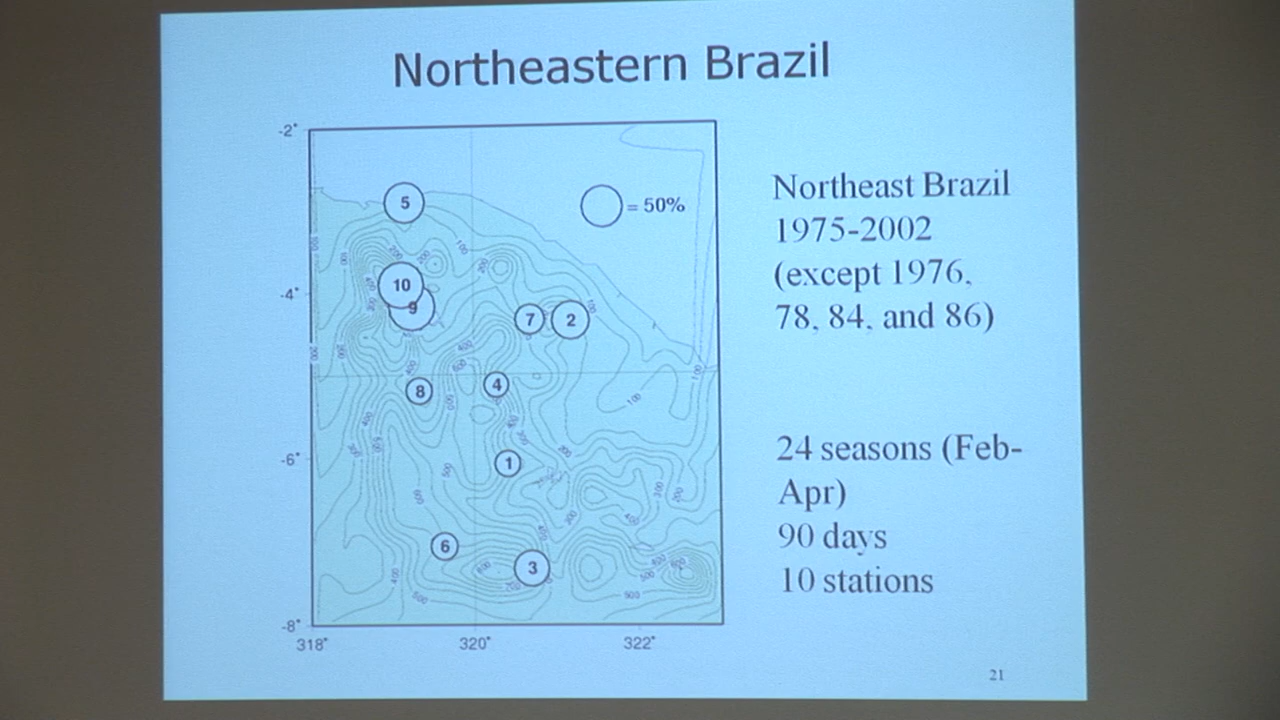 Northeastern Brazil
-2°
-4°
-6°
-8°
318°
320°
322°
= 50%
5
10
9
7
2
8
4
1
6
3
Northeast Brazil
1975-2002
(except 1976,
78, 84, and 86)
24 seasons (Feb-
Apr)
90 days
10 stations
21